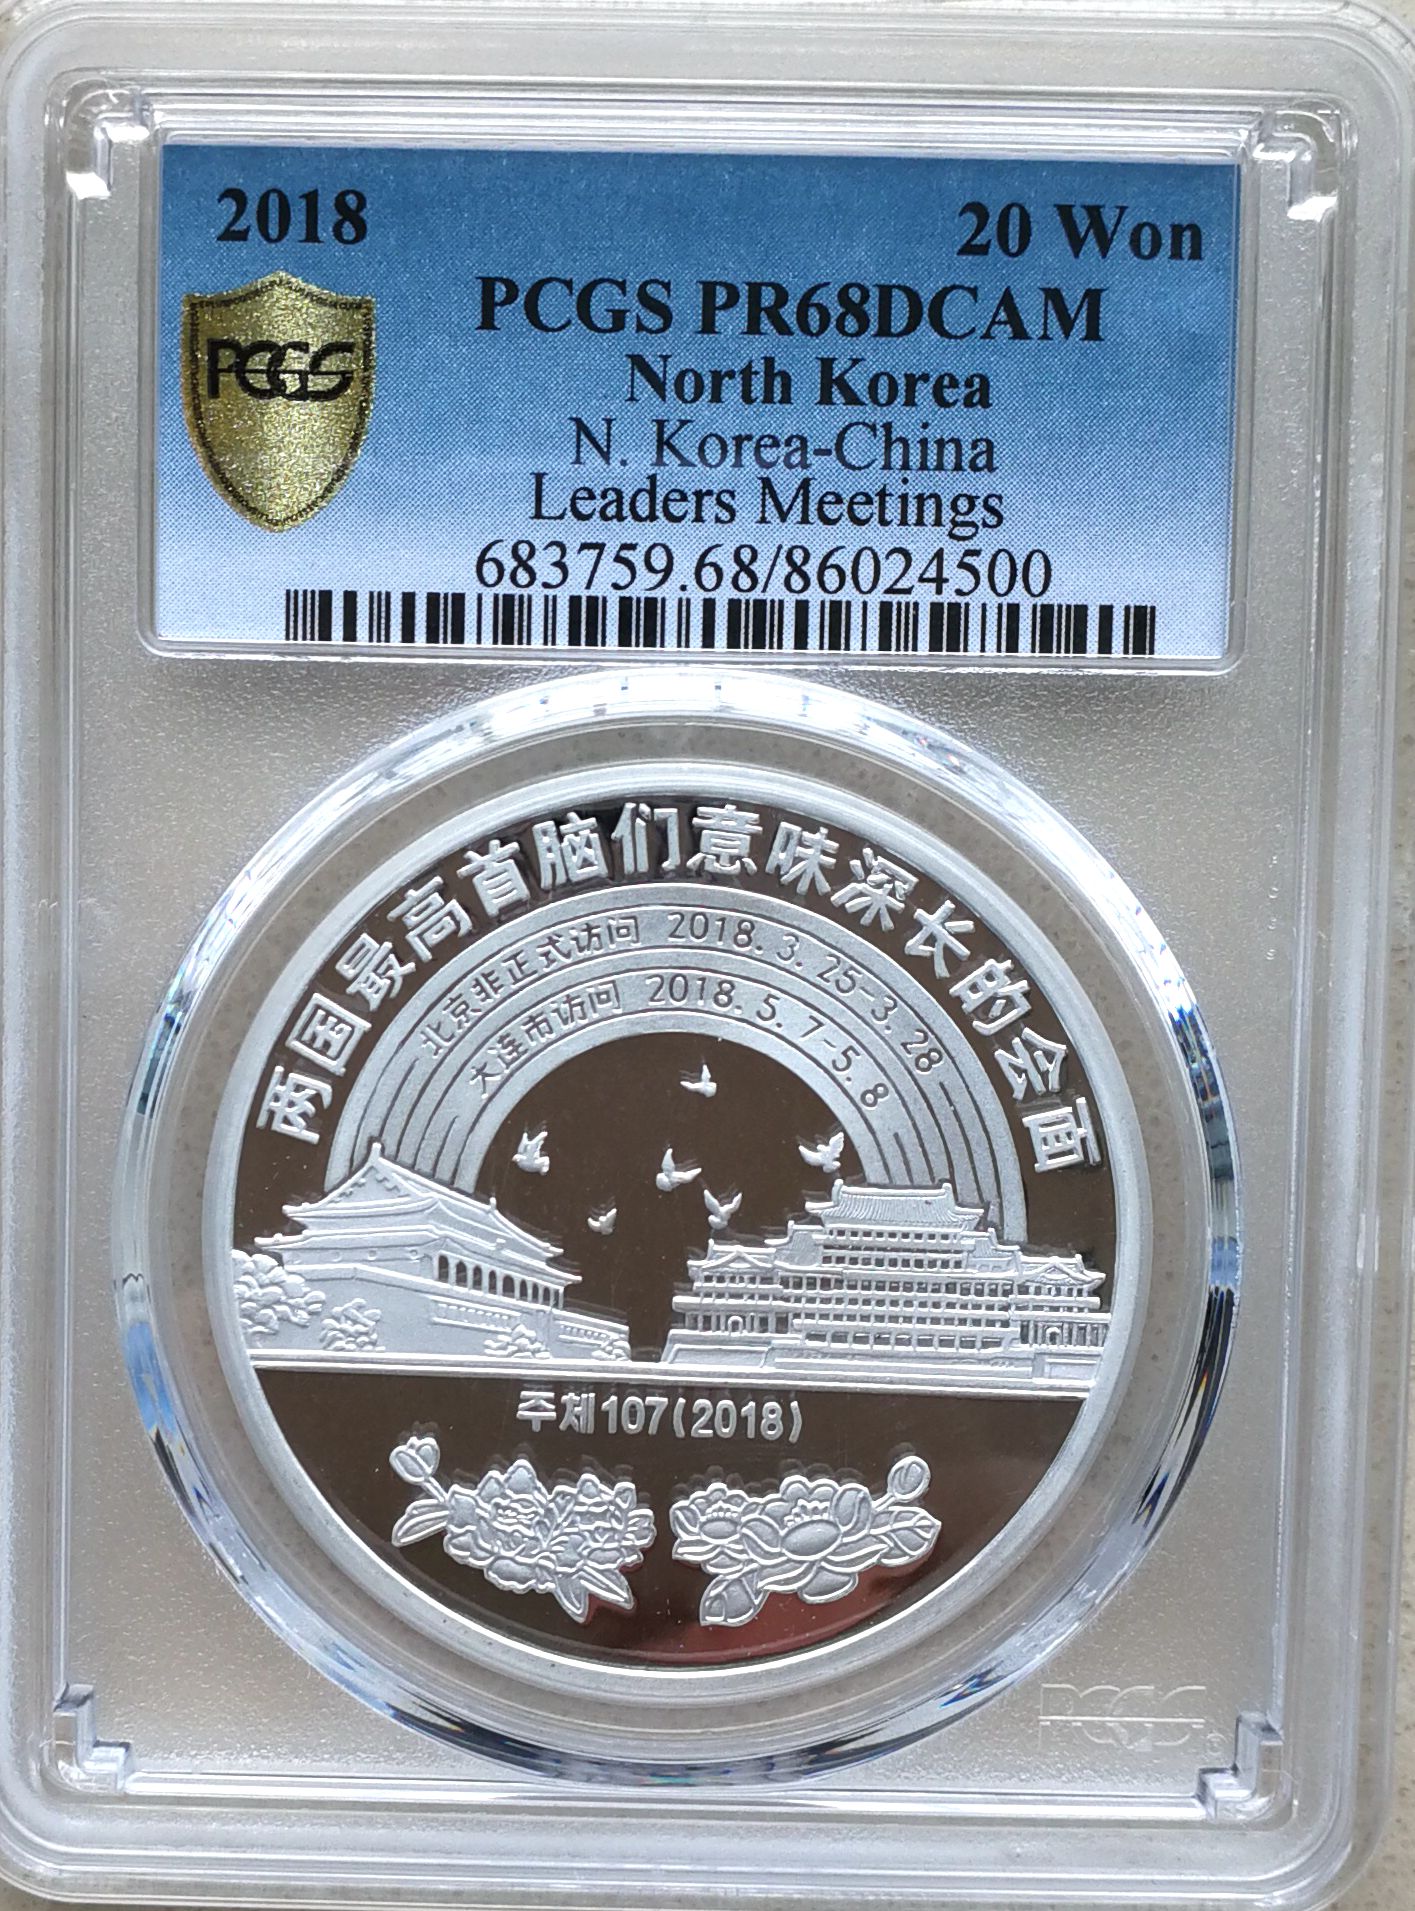 2018
20 Won
PCGS PR68DCAM
North Korea
N. Korea-China
Leaders Meetings
683759.68/86024500
PCGS
两国最高首脑们意味深长的会面
北京非正式访问 2018.3.25-3.28
大连市访问 2018.5.7-5.8
주체107(2018)
PCGS